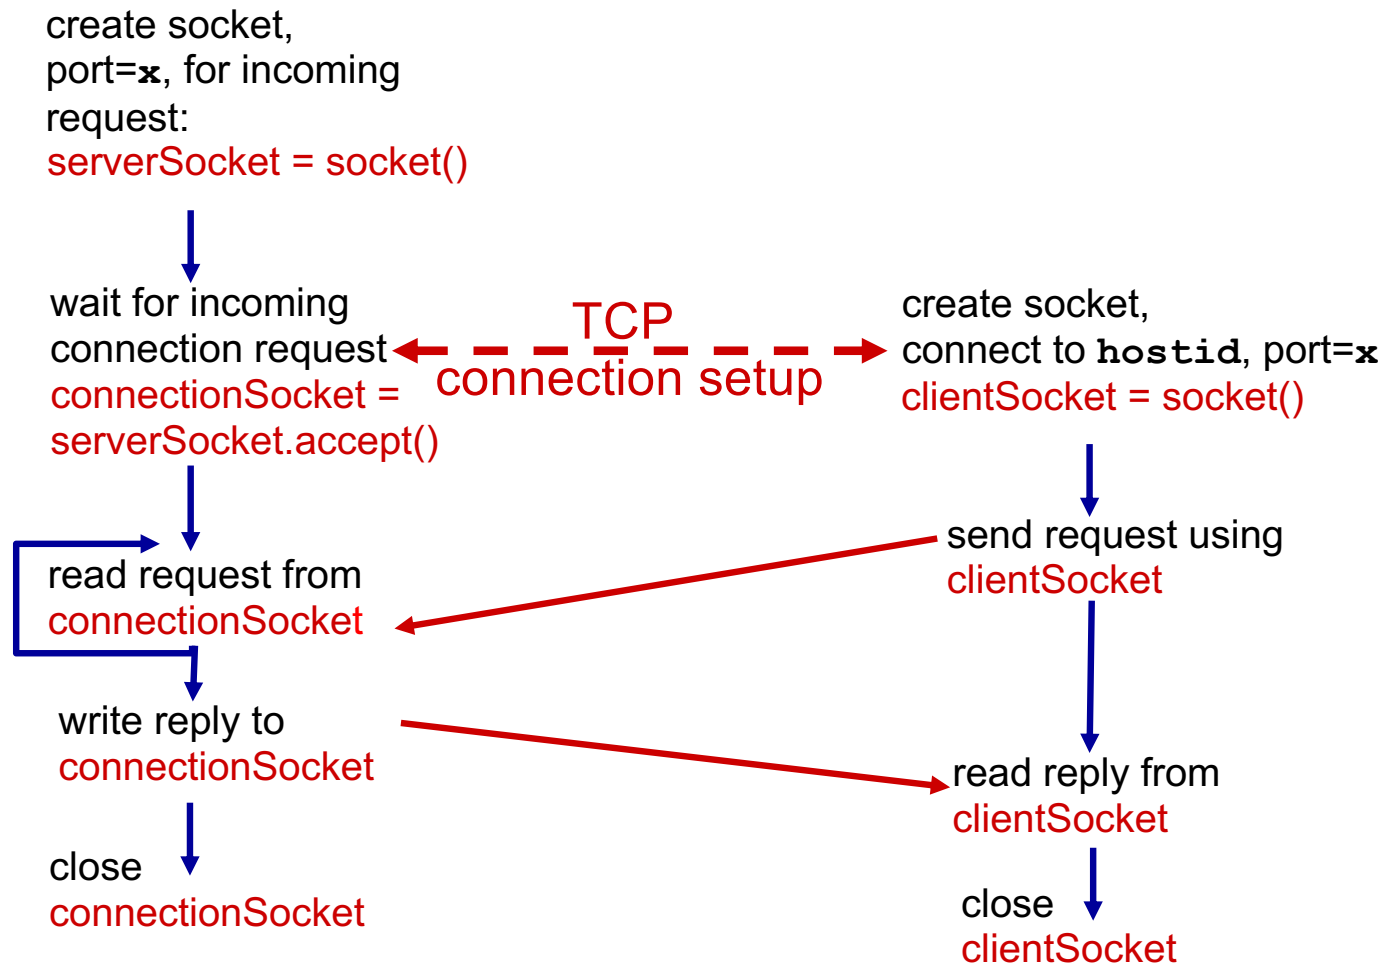 create socket,
port=x, for incoming
request:
serverSocket = socket()
wait for incoming
connection request
connectionSocket =
serverSocket.accept()
TCP
connection setup
create socket,
connect to hostid, port=x
clientSocket = socket()
read request from
connectionSocket
send request using
clientSocket
write reply to
connectionSocket
read reply from
clientSocket
close
connectionSocket
close
clientSocket